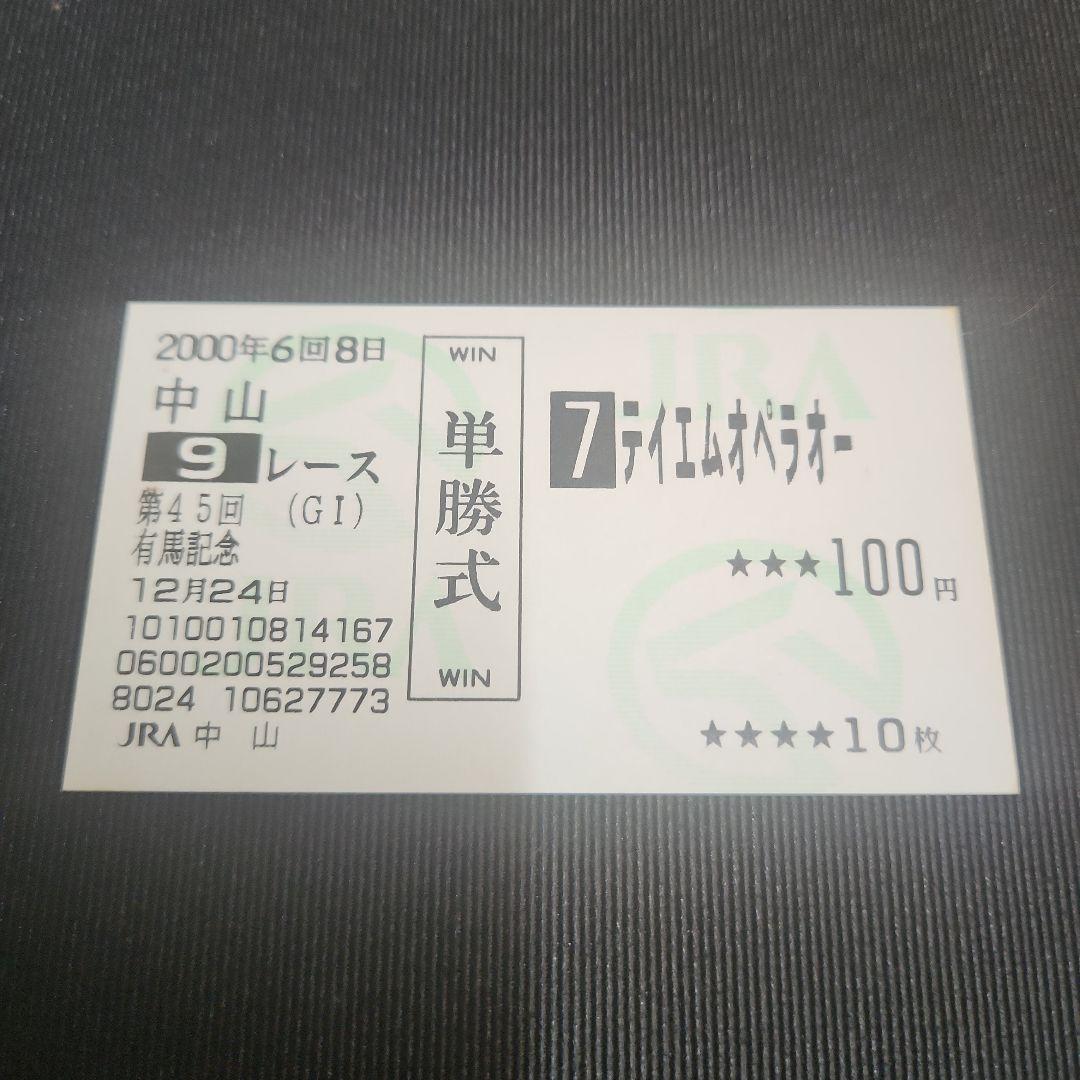 2000年6回8日
中山
9レース
第45回 (GI)
有馬記念
12月24日
1010010814167
0600200529258
8024 10627773
JRA 中 山
WIN
単勝式
WIN
JRA
7 テイエムオペラオー
★★★100円
★★★★10枚